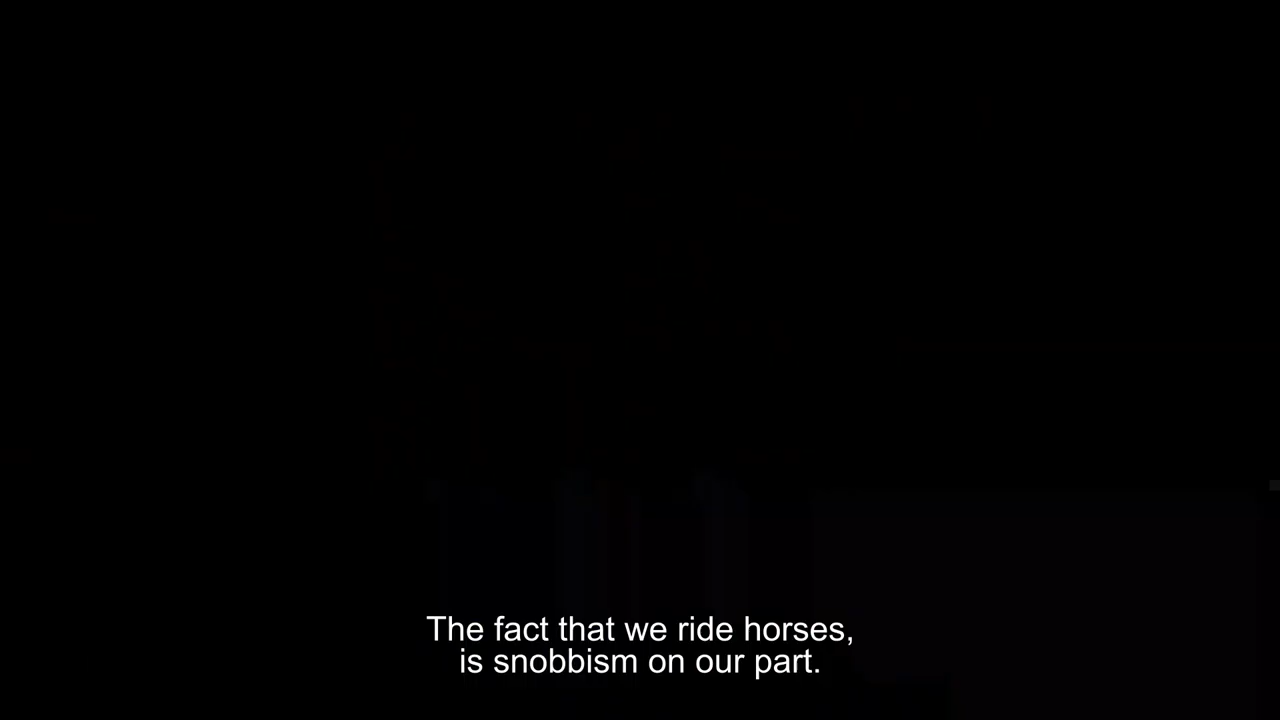 The fact that we ride horses,
is snobbism on our part.